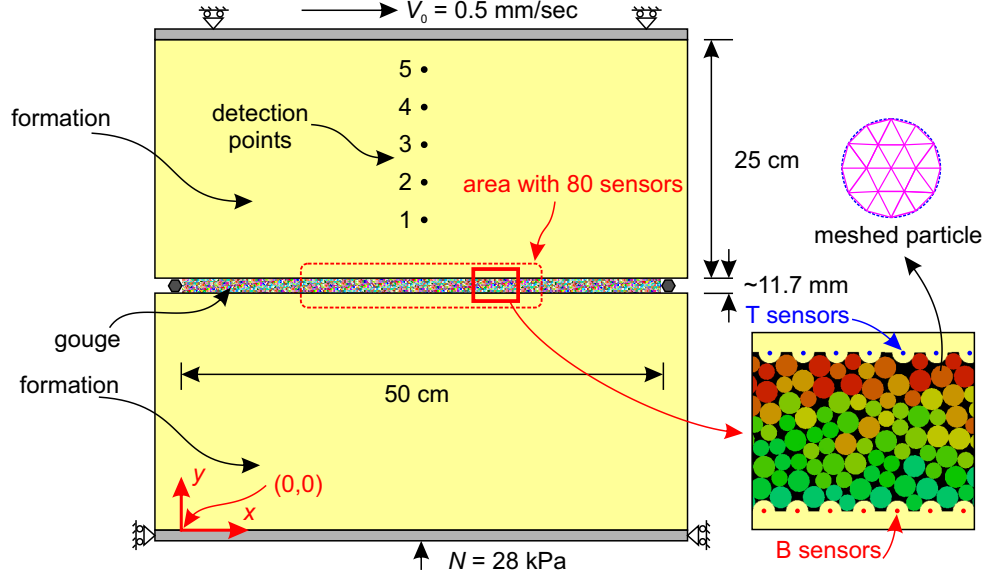 V₀ = 0.5 mm/sec
5
4
3
2
1
detection
points
formation
area with 80 sensors
25 cm
meshed particle
~11.7 mm
T sensors
gouge
formation
50 cm
y
(0,0)
x
B sensors
N = 28 kPa